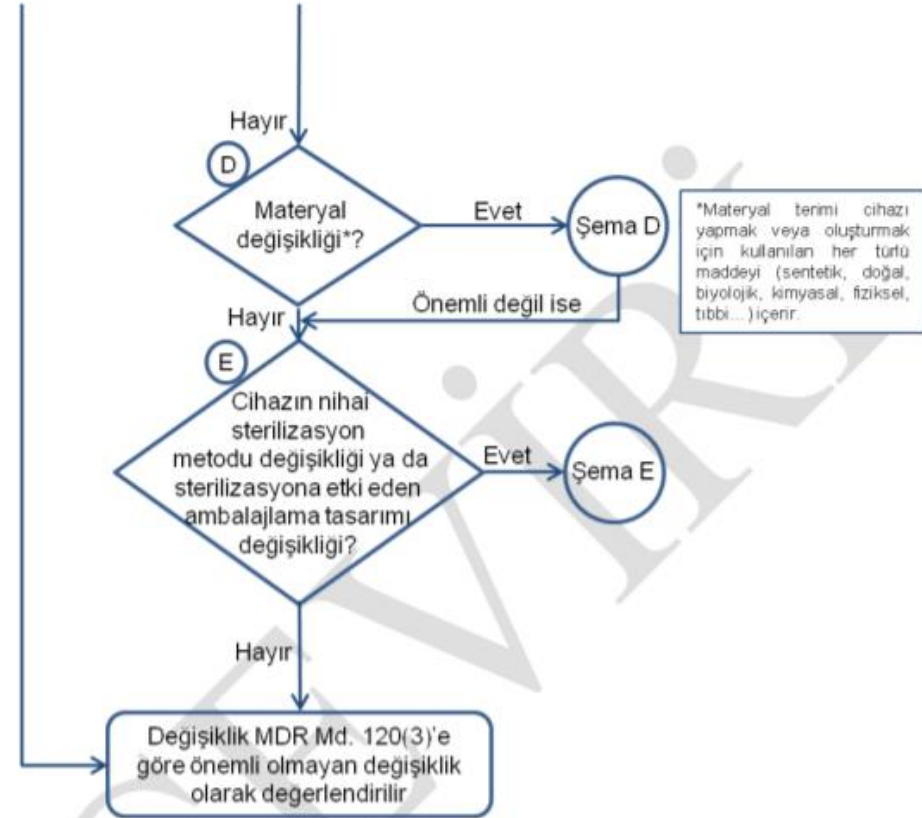 Hayır
D
Materyal
değişikliği*?
Evet
Şema D
*Materyal terimi cihazı
yapmak veya oluşturmak
için kullanılan her türlü
maddeyi (sentetik, doğal,
biyolojik, kimyasal, fiziksel,
tıbbi...) içerir.
Önemli değil ise
Hayır
E
Cihazın nihai
sterilizasyon
metodu değişikliği ya da
sterilizasyona etki eden
ambalajlama tasarımı
değişikliği?
Evet
Şema E
Hayır
Değişiklik MDR Md. 120(3)'e
göre önemli olmayan değişiklik
olarak değerlendirilir
ÇEVİRİ